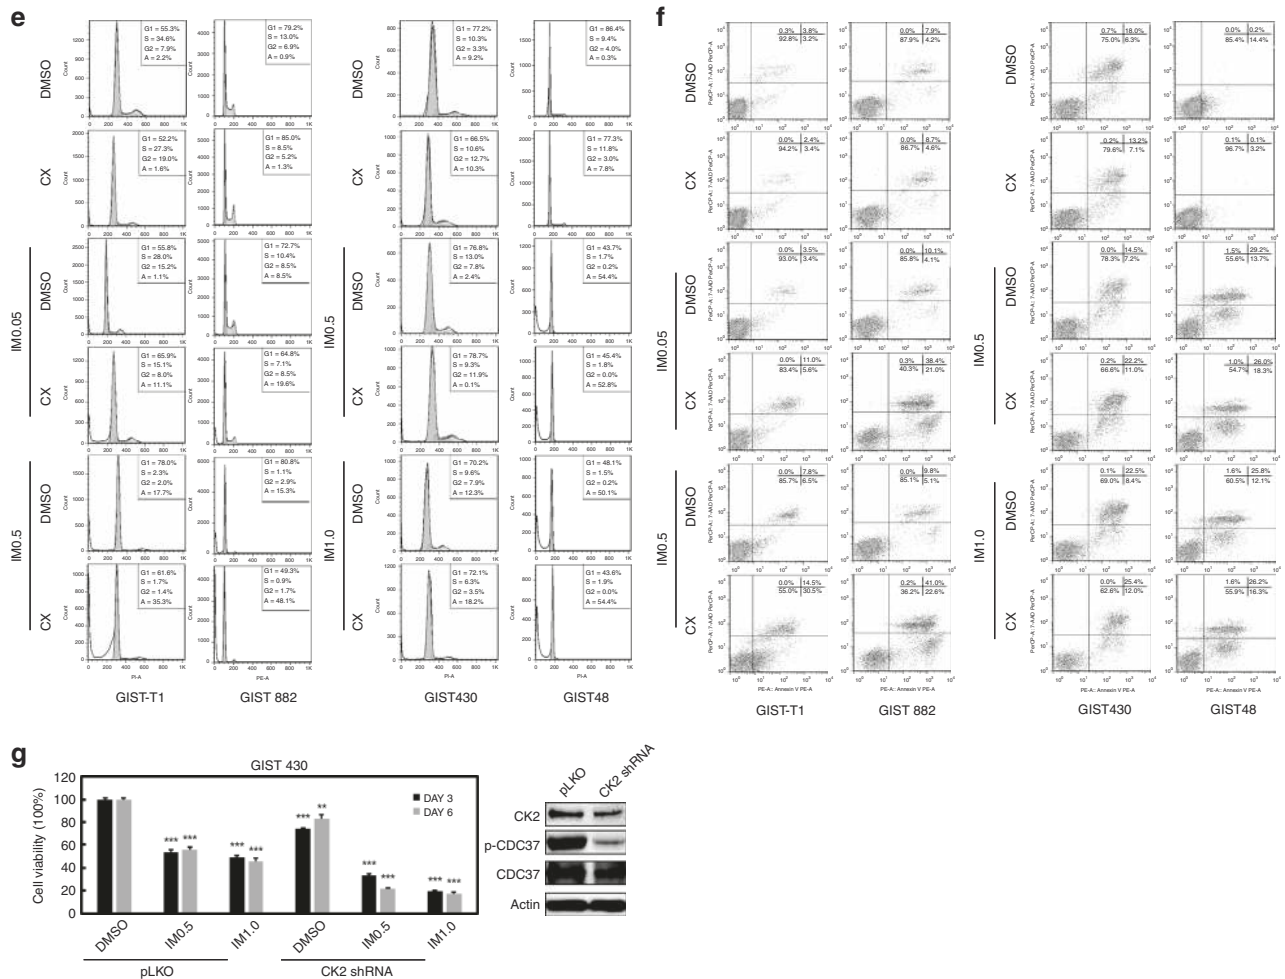 e
DMSO
CX
IM0.05
DMSO
CX
IM0.5
DMSO
CX
G1 = 55.3%
S = 34.6%
G2 = 7.9%
A = 2.2%
G1 = 79.2%
S = 13.0%
G2 = 6.9%
A = 0.9%
G1 = 77.2%
S = 10.3%
G2 = 3.3%
A = 9.2%
G1 = 86.4%
S = 9.4%
G2 = 4.0%
A = 0.3%
G1 = 52.2%
S = 27.3%
G2 = 19.0%
A = 1.6%
G1 = 85.0%
S = 8.5%
G2 = 5.2%
A = 1.3%
G1 = 66.5%
S = 10.6%
G2 = 12.7%
A = 10.3%
G1 = 77.3%
S = 11.8%
G2 = 3.0%
A = 7.8%
G1 = 55.8%
S = 28.0%
G2 = 15.2%
A = 1.1%
G1 = 72.7%
S = 10.4%
G2 = 8.5%
A = 8.5%
G1 = 76.8%
S = 13.0%
G2 = 7.8%
A = 2.4%
G1 = 43.7%
S = 1.7%
G2 = 0.2%
A = 54.4%
G1 = 65.9%
S = 15.1%
G2 = 8.0%
A = 11.1%
G1 = 64.8%
S = 7.1%
G2 = 8.5%
A = 19.6%
G1 = 78.7%
S = 9.3%
G2 = 11.9%
A = 0.1%
G1 = 45.4%
S = 1.8%
G2 = 0.0%
A = 52.8%
G1 = 78.0%
S = 2.3%
G2 = 2.0%
A = 17.7%
G1 = 80.8%
S = 1.1%
G2 = 2.9%
A = 15.3%
G1 = 70.2%
S = 9.6%
G2 = 7.9%
A = 12.3%
G1 = 48.1%
S = 1.5%
G2 = 0.2%
A = 50.1%
G1 = 61.6%
S = 1.7%
G2 = 1.4%
A = 35.3%
G1 = 49.3%
S = 0.9%
G2 = 1.7%
A = 48.1%
G1 = 72.1%
S = 6.3%
G2 = 3.5%
A = 18.2%
G1 = 43.6%
S = 1.9%
G2 = 0.0%
A = 54.4%
DMSO
CX
IM0.5
DMSO
CX
IM1.0
DMSO
CX
Count
PI-A
PE-A
PI-A
PI-A
GIST-T1
GIST 882
GIST430
GIST48
f
DMSO
CX
IM0.05
DMSO
CX
IM0.5
DMSO
CX
0.3% 3.8%
92.8% 3.2%
0.0% 7.9%
87.9% 4.2%
0.7% 18.0%
75.0% 6.3%
0.0% 0.2%
85.4% 14.4%
0.0% 2.4%
94.2% 3.4%
0.0% 8.7%
86.7% 4.6%
0.2% 13.2%
79.6% 7.1%
0.1% 0.1%
96.7% 3.2%
0.0% 3.5%
93.0% 3.4%
0.0% 10.1%
85.8% 4.1%
0.0% 14.5%
78.3% 7.2%
1.5% 29.2%
55.6% 13.7%
0.0% 11.0%
83.4% 5.6%
0.3% 38.4%
40.3% 21.0%
0.2% 22.2%
66.6% 11.0%
1.0% 26.0%
54.7% 18.3%
0.0% 7.8%
85.7% 6.5%
0.0% 9.8%
85.1% 5.1%
0.1% 22.5%
69.0% 8.4%
1.6% 25.8%
60.5% 12.1%
0.0% 14.5%
55.0% 30.5%
0.2% 41.0%
36.2% 22.6%
0.0% 25.4%
62.6% 12.0%
1.6% 26.2%
55.9% 16.3%
DMSO
CX
IM0.5
DMSO
CX
IM1.0
DMSO
CX
PerCP-A:: 7-AAD PerCP-A
PE-A:: Annexin V PE-A
PE-A:: Annexin V PE-A
PE-A:: Annexin V PE-A
PE-A:: Annexin V PE-A
GIST-T1
GIST 882
GIST430
GIST48
g
GIST 430
Cell viability (100%)
120
100
80
60
40
20
0
DAY 3
DAY 6
*** ***
*** ***
*** **
*** ***
*** ***
DMSO
IM0.5
IM1.0
DMSO
IM0.5
IM1.0
pLKO
CK2 shRNA
pLKO
CK2 shRNA
CK2
p-CDC37
CDC37
Actin